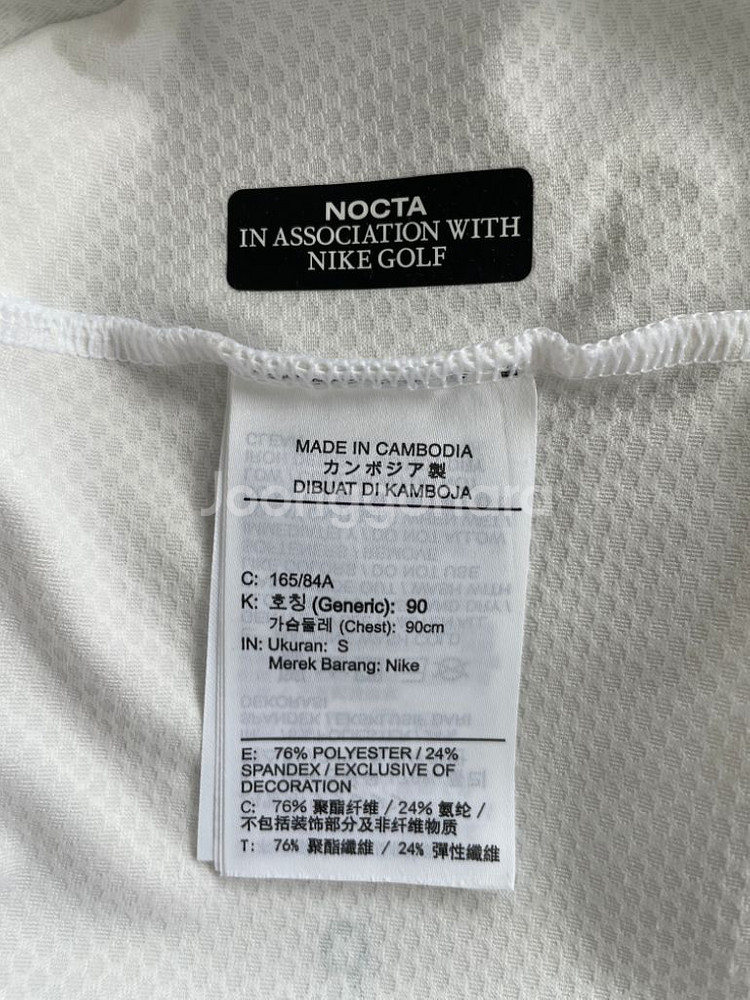 NOCTA
IN ASSOCIATION WITH
NIKE GOLF
MADE IN CAMBODIA
カンボジア製
DIBUAT DI KAMBOJA
Joonggonara
C: 165/84A
K: 호칭 (Generic): 90
가슴둘레 (Chest): 90cm
IN: Ukuran: S
Merek Barang: Nike
E: 76% POLYESTER / 24%
SPANDEX / EXCLUSIVE OF
DECORATION
C: 76% 聚酯纤维 / 24% 氨纶 /
不包括装饰部分及非纤维物质
T: 76% 聚酯纖維 / 24% 彈性纖維